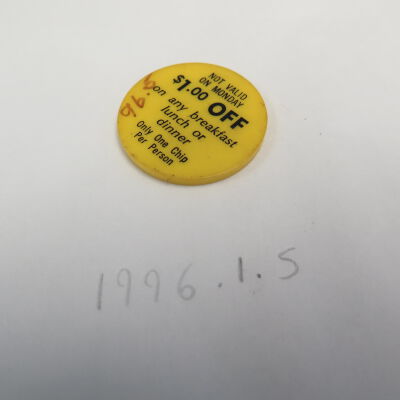 NOT VALID
ON MONDAY
$1.00 OFF
on any breakfast
lunch or
dinner
Only One Chip
Per Person
1996.1.5